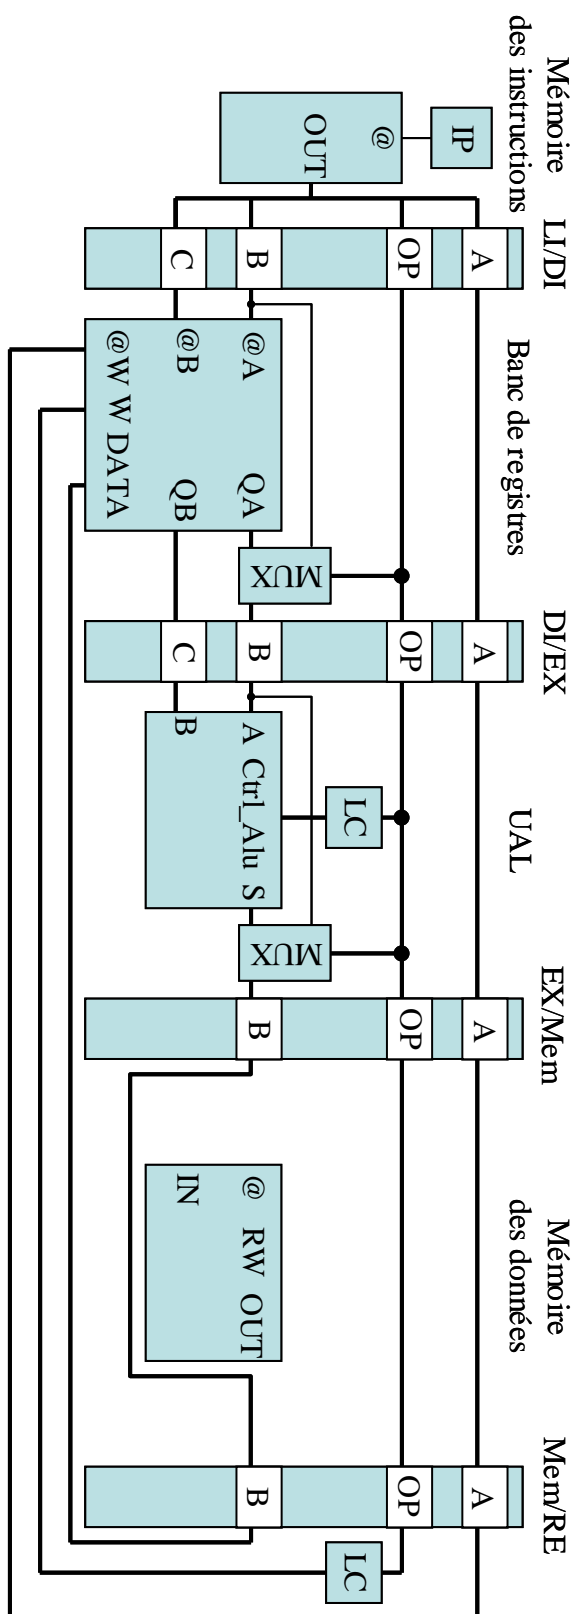 Mémoire
des instructions
LI/DI
Banc de registres
DI/EX
UAL
EX/Mem
Mémoire
des données
Mem/RE
IP
@
OUT
A
OP
B
C
@A
@B
QA
QB
@W W DATA
MUX
A
OP
B
C
LC
A Ctrl_Alu S
B
MUX
A
OP
B
@ RW OUT
IN
A
OP
B
LC